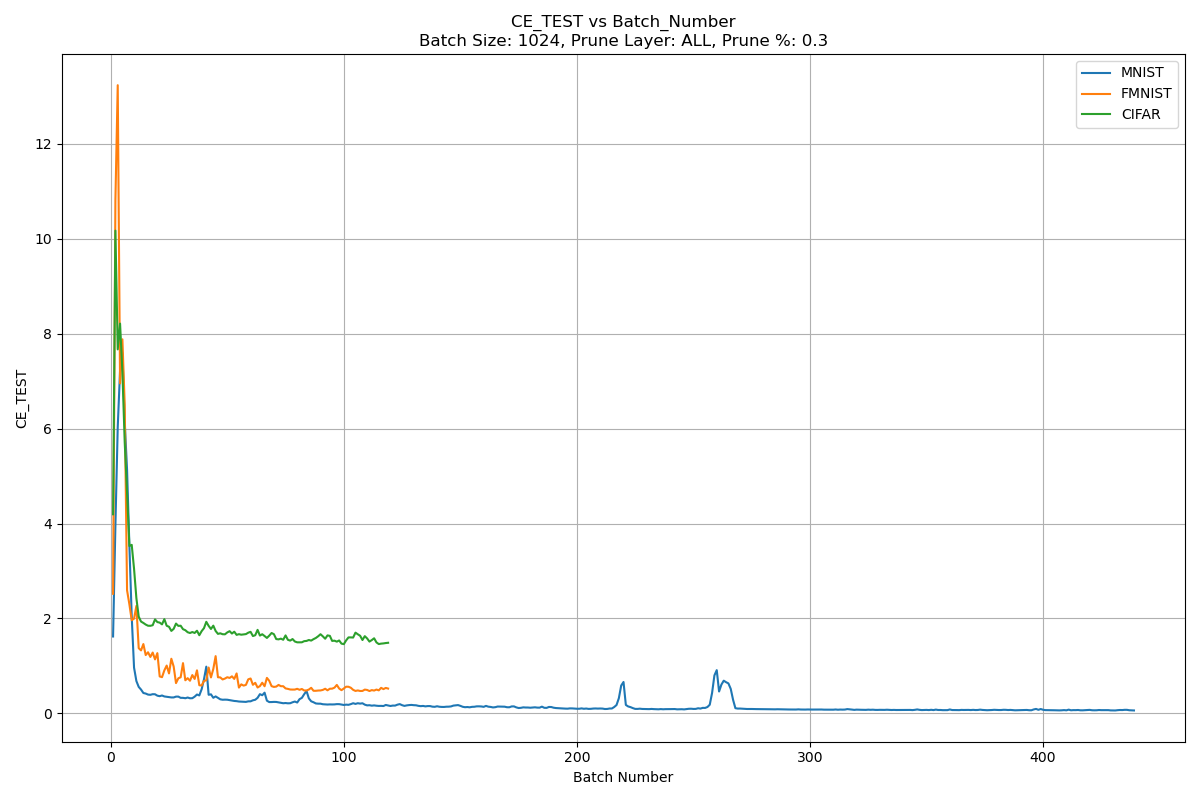 CE_TEST vs Batch_Number
Batch Size: 1024, Prune Layer: ALL, Prune %: 0.3
MNIST
FMNIST
CIFAR
CE_TEST
12
10
8
6
4
2
0
0
100
200
300
400
Batch Number